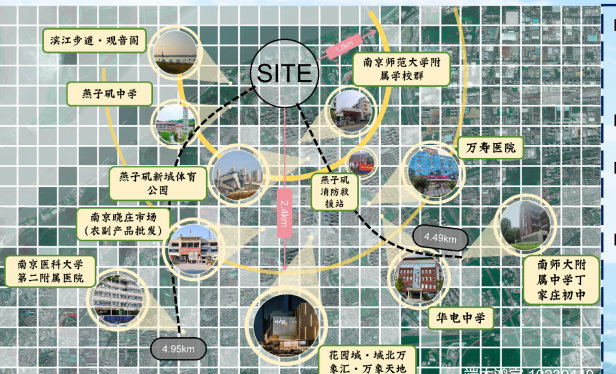 滨江步道·观音阁
SITE
1.2km
南京师范大学附
属学校群
燕子矶中学
万寿医院
燕子矶新城体育
公园
燕子矶
消防救
援站
南京晓庄市场
(农副产品批发)
2.4km
4.49km
南京医科大学
第二附属医院
南师大附
属中学丁
家庄初中
华电中学
4.95km
花园城·城北万
象汇·万象天地